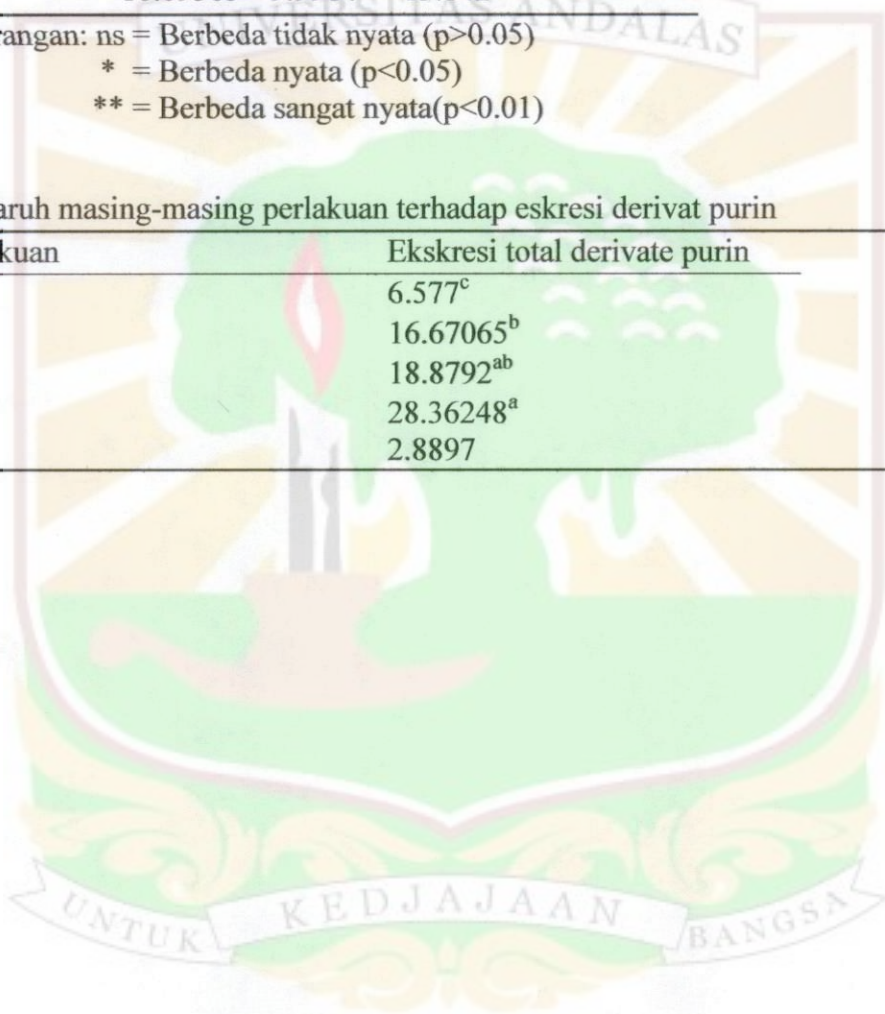 UNIVERSITAS ANDALAS
rangan: ns = Berbeda tidak nyata (p>0.05)
* = Berbeda nyata (p<0.05)
** = Berbeda sangat nyata(p<0.01)
aruh masing-masing perlakuan terhadap eskresi derivat purin
kuan Ekskresi total derivate purin
6.577ᶜ
16.67065ᵇ
18.8792ᵃᵇ
28.36248ᵃ
2.8897
UNTUK KEDJAJAAN BANGSA